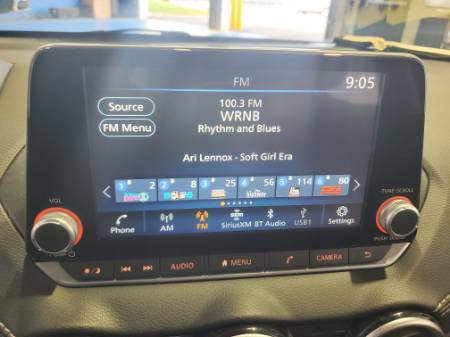 FM
9:05
Source
100.3 FM
WRNB
FM Menu
Rhythm and Blues
Ari Lennox - Soft Girl Era
1 2
2 8
3 25
4 56
5 114
6 80
VOL
TUNE·SCROLL
Phone
AM
FM
SiriusXM
BT Audio
USB1
Settings
AUDIO
MENU
CAMERA